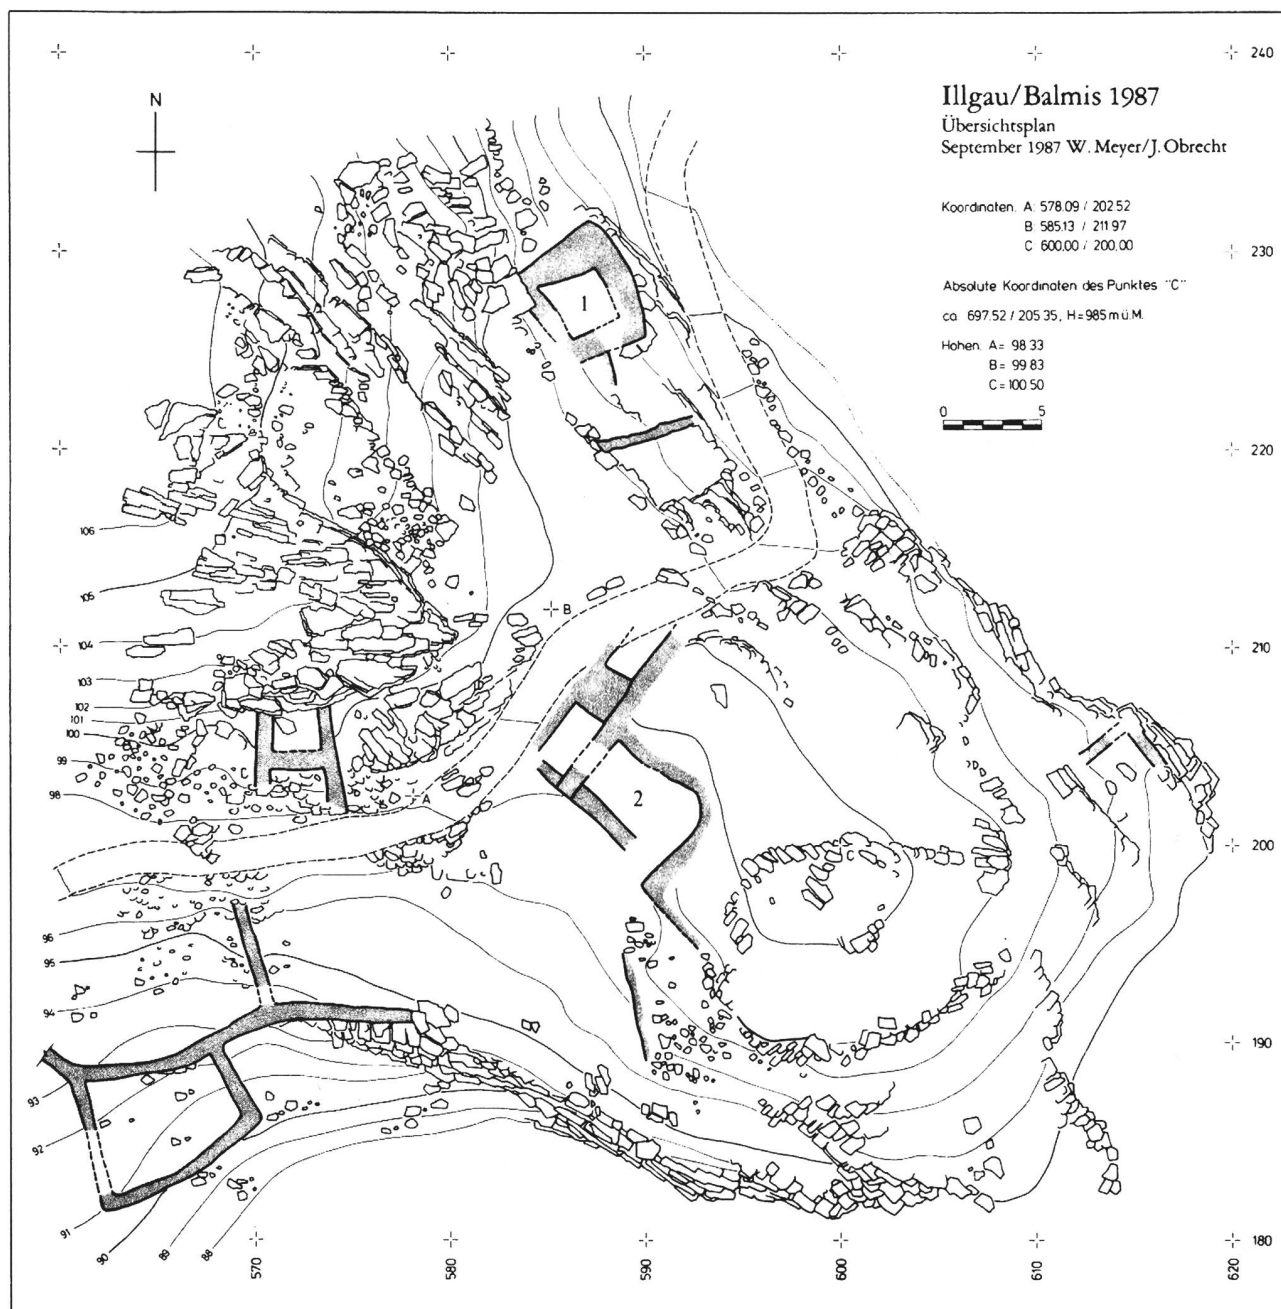 240
N
Illgau/Balmis 1987
Übersichtsplan
September 1987 W. Meyer/J. Obrecht
Koordinaten. A: 578.09 / 202 52
B 585.13 / 211 97
C 600.00 / 200.00
Absolute Koordinaten des Punktes "C"
ca 697.52 / 205 35, H=985 m ü.M.
Hohen. A= 98 33
B= 99 83
C= 100 50
0 5
230
1
220
106
105
B
104
210
103
102
101
100
99
98
A
2
C
200
96
95
94
190
93
92
91
90
89
88
180
570
580
590
600
610
620